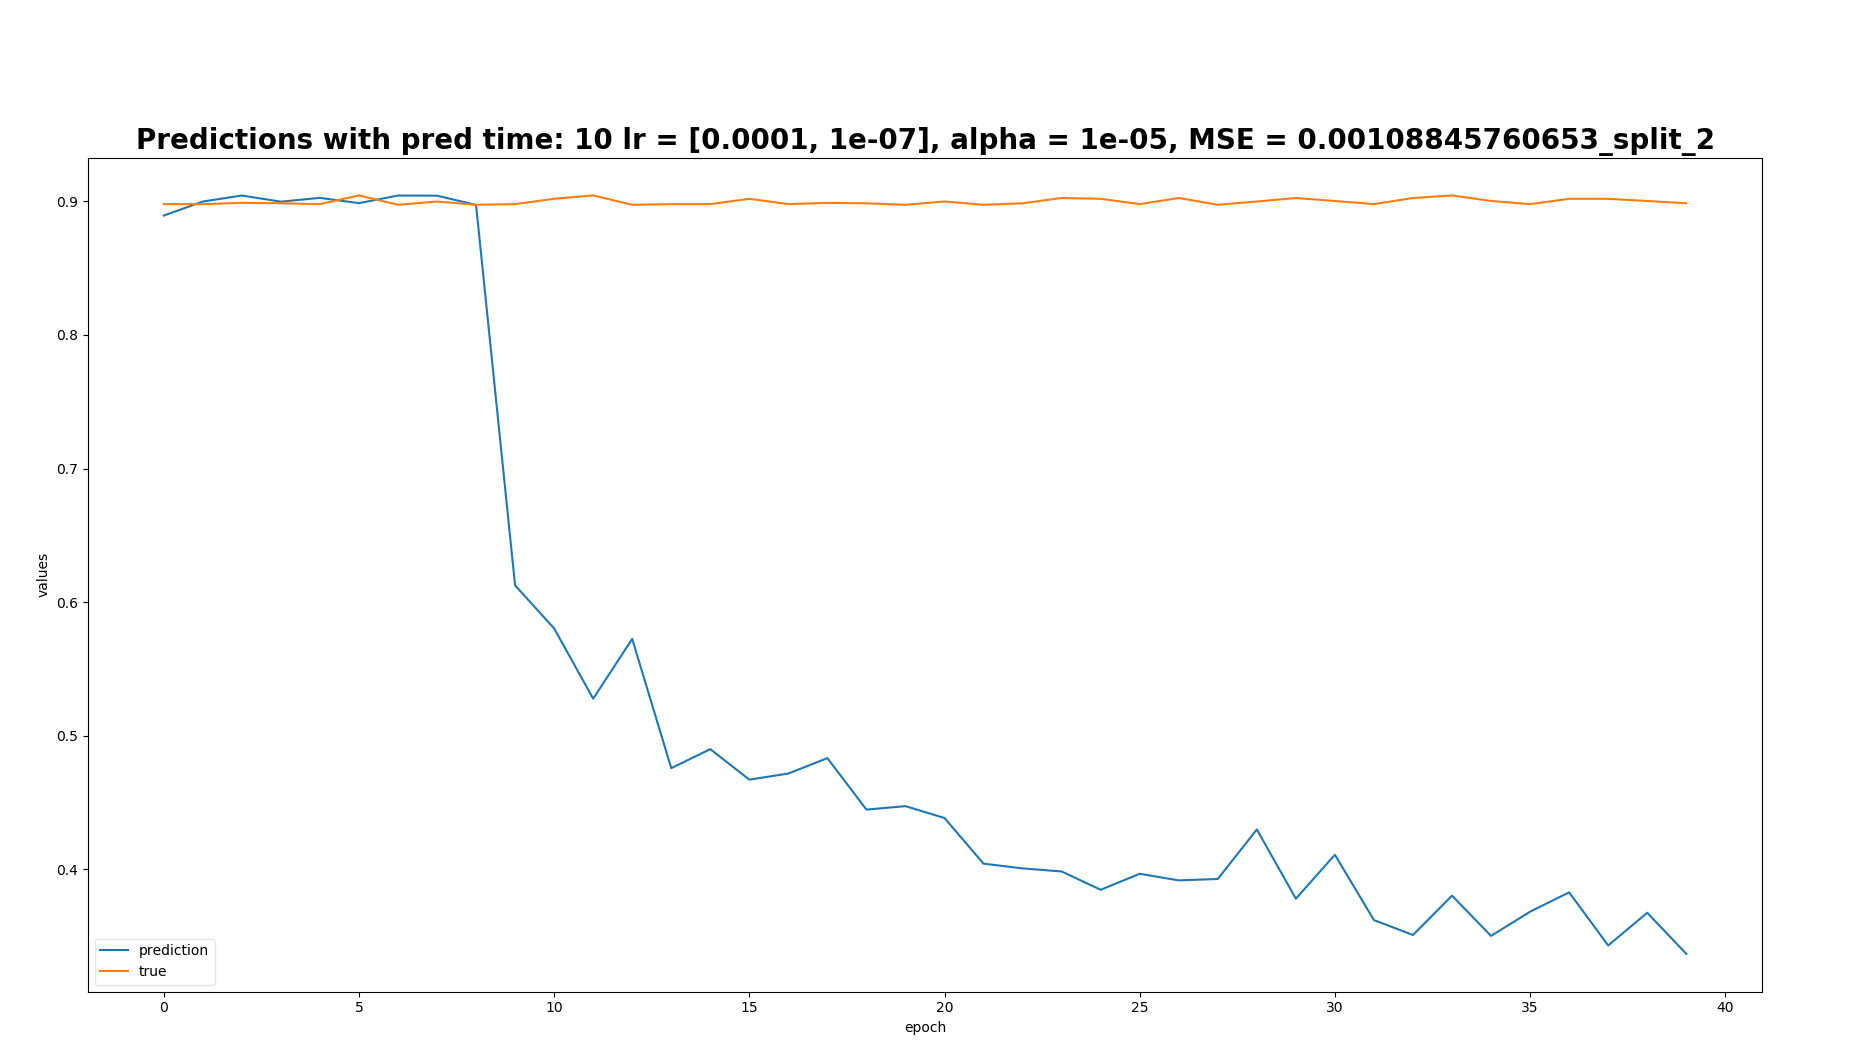 Predictions with pred time: 10 lr = [0.0001, 1e-07], alpha = 1e-05, MSE = 0.00108845760653_split_2
values
0.9
0.8
0.7
0.6
0.5
0.4
prediction
true
0 5 10 15 20 25 30 35 40
epoch